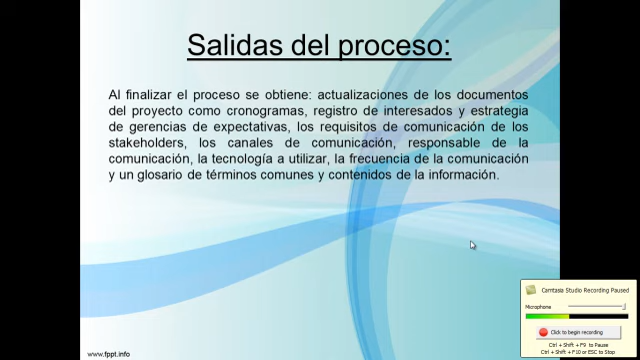 Salidas del proceso:
Al finalizar el proceso se obtiene: actualizaciones de los documentos
del proyecto como cronogramas, registro de interesados y estrategia
de gerencias de expectativas, los requisitos de comunicación de los
stakeholders, los canales de comunicación, responsable de la
comunicación, la tecnología a utilizar, la frecuencia de la comunicación
y un glosario de términos comunes y contenidos de la información.
Camtasia Studio Recording Paused
Microphone
Click to begin recording
Ctrl + Shift + F9 to Pause
Ctrl + Shift + F10 or ESC to Stop
www.fppt.info